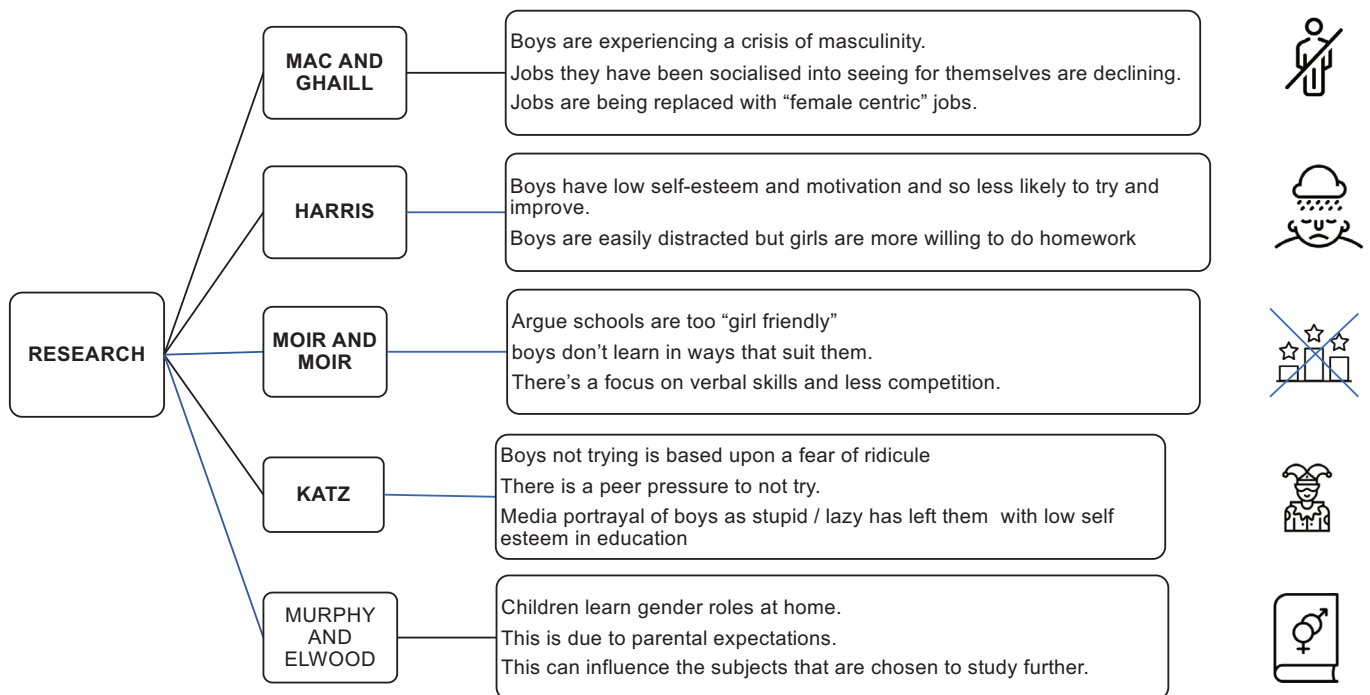 RESEARCH
MAC AND
GHAILL
Boys are experiencing a crisis of masculinity.
Jobs they have been socialised into seeing for themselves are declining.
Jobs are being replaced with “female centric” jobs.
HARRIS
Boys have low self-esteem and motivation and so less likely to try and
improve.
Boys are easily distracted but girls are more willing to do homework
MOIR AND
MOIR
Argue schools are too “girl friendly”
boys don’t learn in ways that suit them.
There’s a focus on verbal skills and less competition.
KATZ
Boys not trying is based upon a fear of ridicule
There is a peer pressure to not try.
Media portrayal of boys as stupid / lazy has left them  with low self
esteem in education
MURPHY
AND
ELWOOD
Children learn gender roles at home.
This is due to parental expectations.
This can influence the subjects that are chosen to study further.